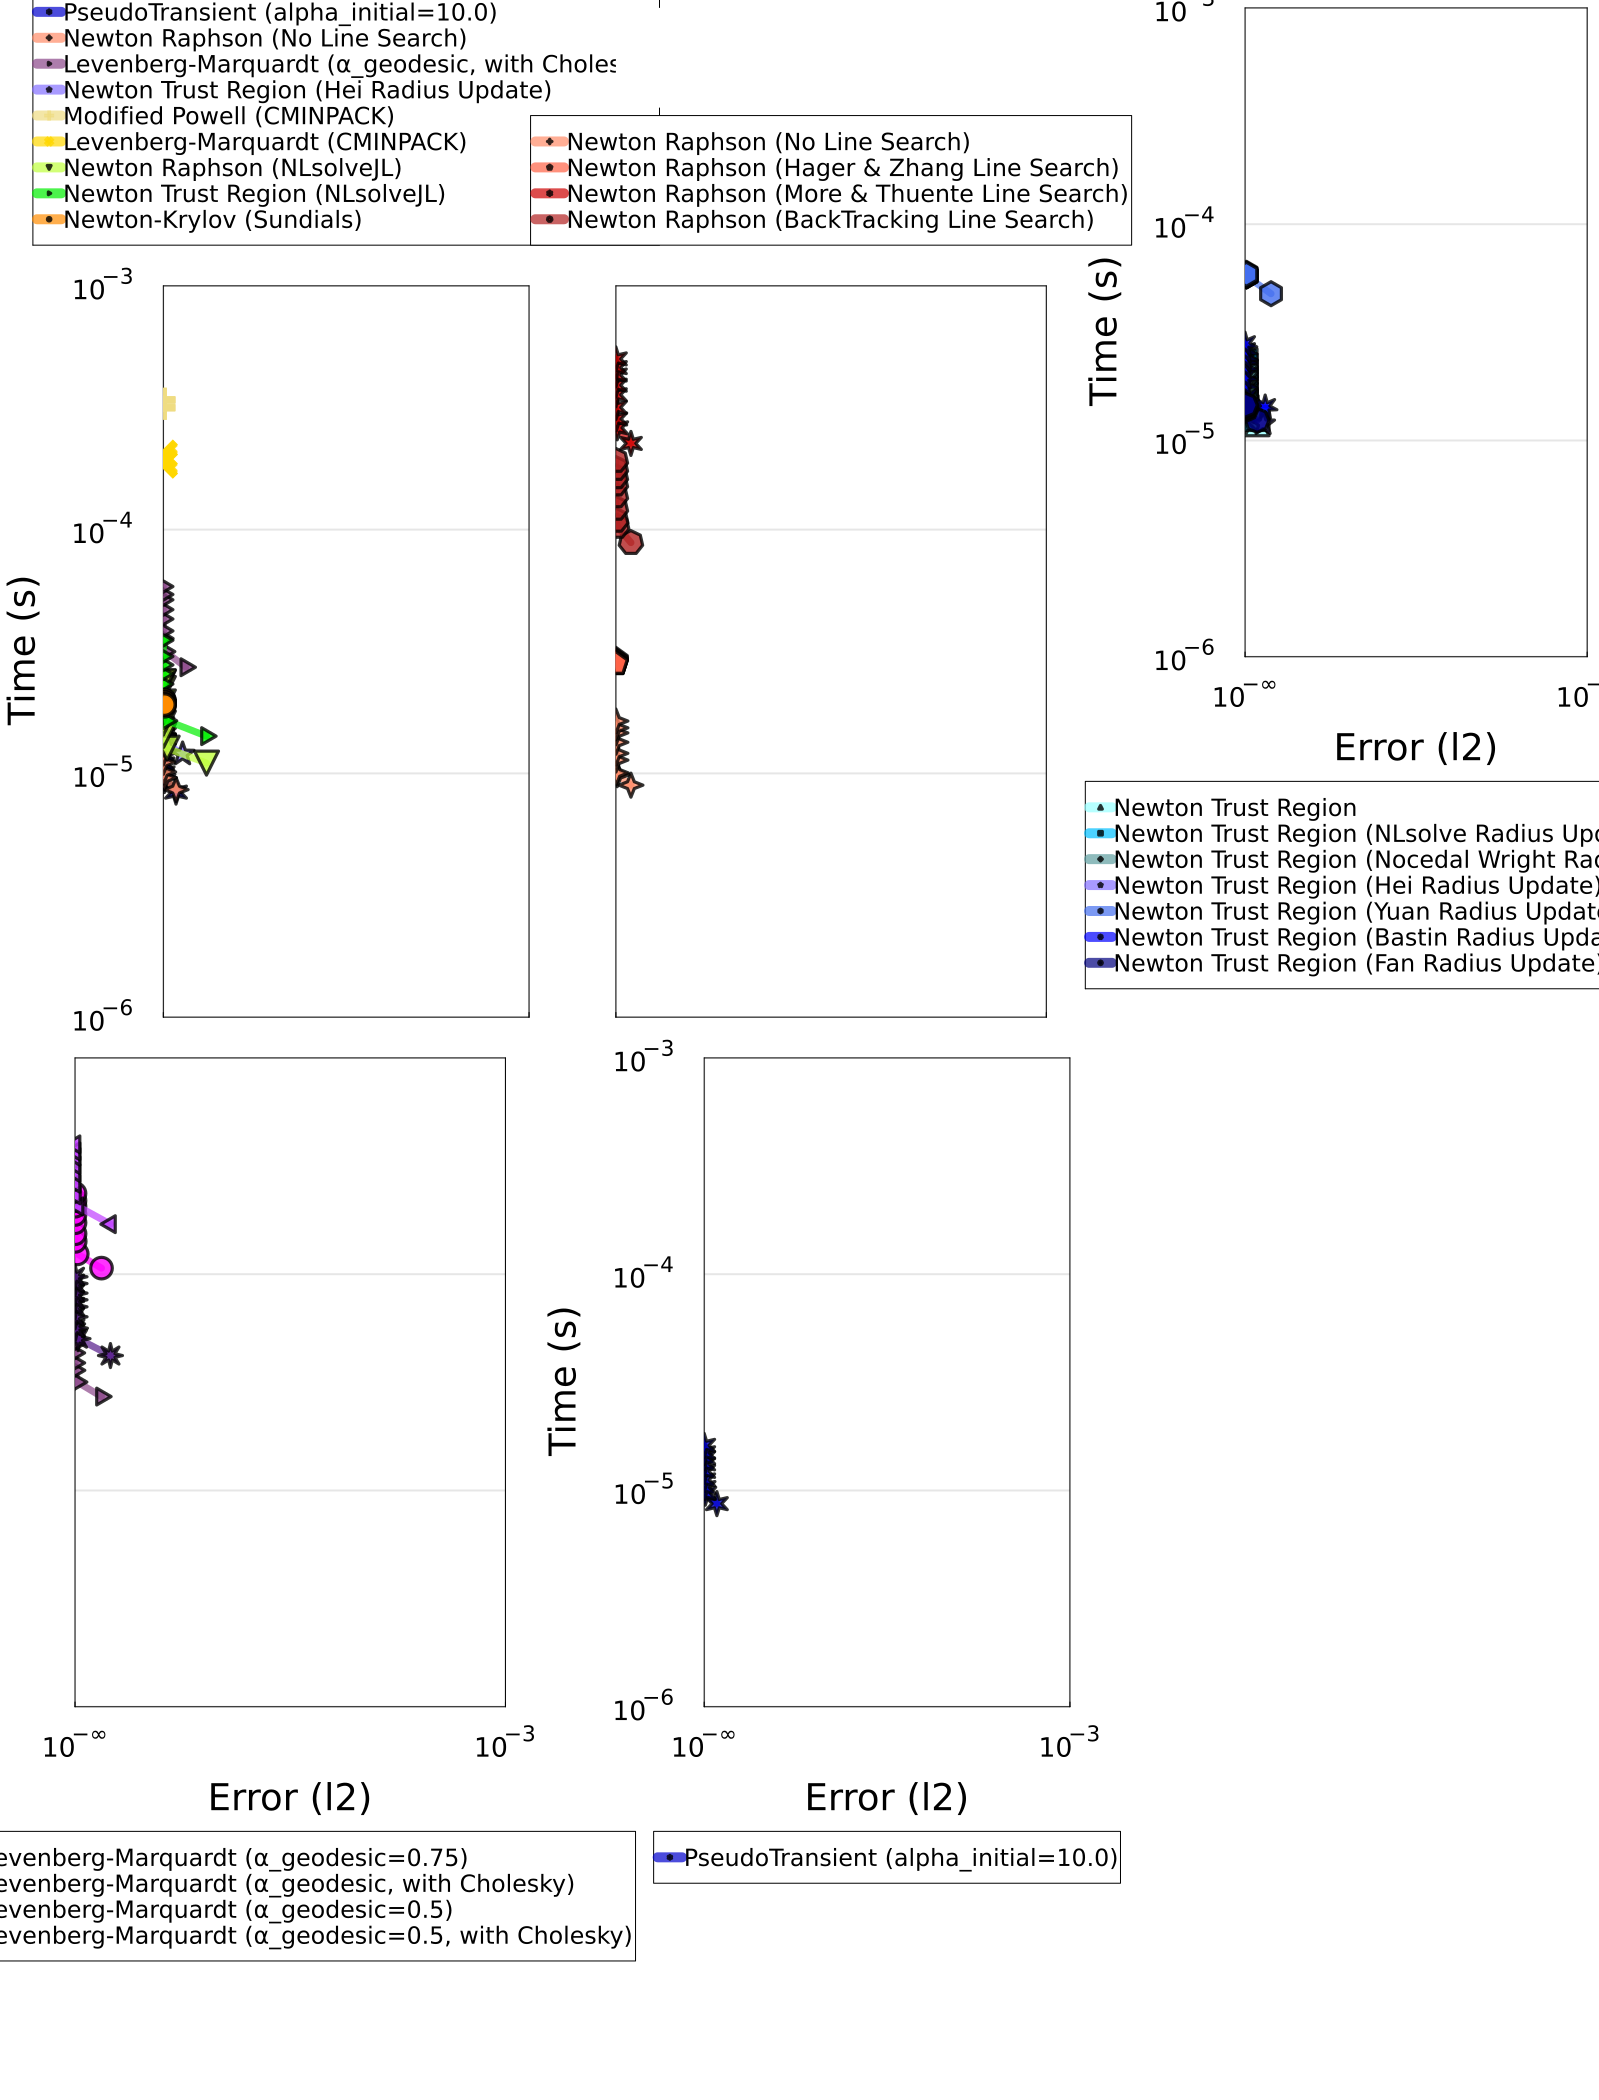 PseudoTransient (alpha_initial=10.0)
Newton Raphson (No Line Search)
Levenberg-Marquardt (α_geodesic, with Choles
Newton Trust Region (Hei Radius Update)
Modified Powell (CMINPACK)
Levenberg-Marquardt (CMINPACK)
Newton Raphson (NLsolveJL)
Newton Trust Region (NLsolveJL)
Newton-Krylov (Sundials)
Newton Raphson (No Line Search)
Newton Raphson (Hager & Zhang Line Search)
Newton Raphson (More & Thuente Line Search)
Newton Raphson (BackTracking Line Search)
10⁻³
10⁻⁴
10⁻⁵
10⁻⁶
Time (s)
10
10⁻⁴
10⁻⁵
10⁻⁶
Time (s)
10⁻∞
10⁻
Error (l2)
Newton Trust Region
Newton Trust Region (NLsolve Radius Upd
Newton Trust Region (Nocedal Wright Rad
Newton Trust Region (Hei Radius Update)
Newton Trust Region (Yuan Radius Update
Newton Trust Region (Bastin Radius Upda
Newton Trust Region (Fan Radius Update)
10⁻∞
10⁻³
Error (l2)
evenberg-Marquardt (α_geodesic=0.75)
evenberg-Marquardt (α_geodesic, with Cholesky)
evenberg-Marquardt (α_geodesic=0.5)
evenberg-Marquardt (α_geodesic=0.5, with Cholesky)
10⁻³
10⁻⁴
10⁻⁵
10⁻⁶
Time (s)
10⁻∞
10⁻³
Error (l2)
PseudoTransient (alpha_initial=10.0)